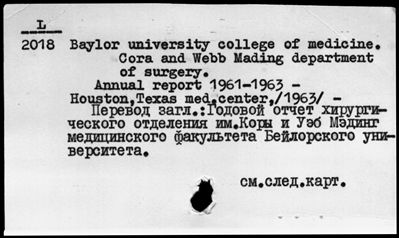 L
2018 Baylor university college of medicine.
Cora and Webb Mading department
of surgery.
Annual report 1961-1963 -
Houston,Texas med.center,/1963/ -
Перевод загл.:Годовой отчет хирурги-
ческого отделения им.Коры и Уэб Мэдинг
медицинского факультета Бейлорского уни-
верситета.
см.след.карт.